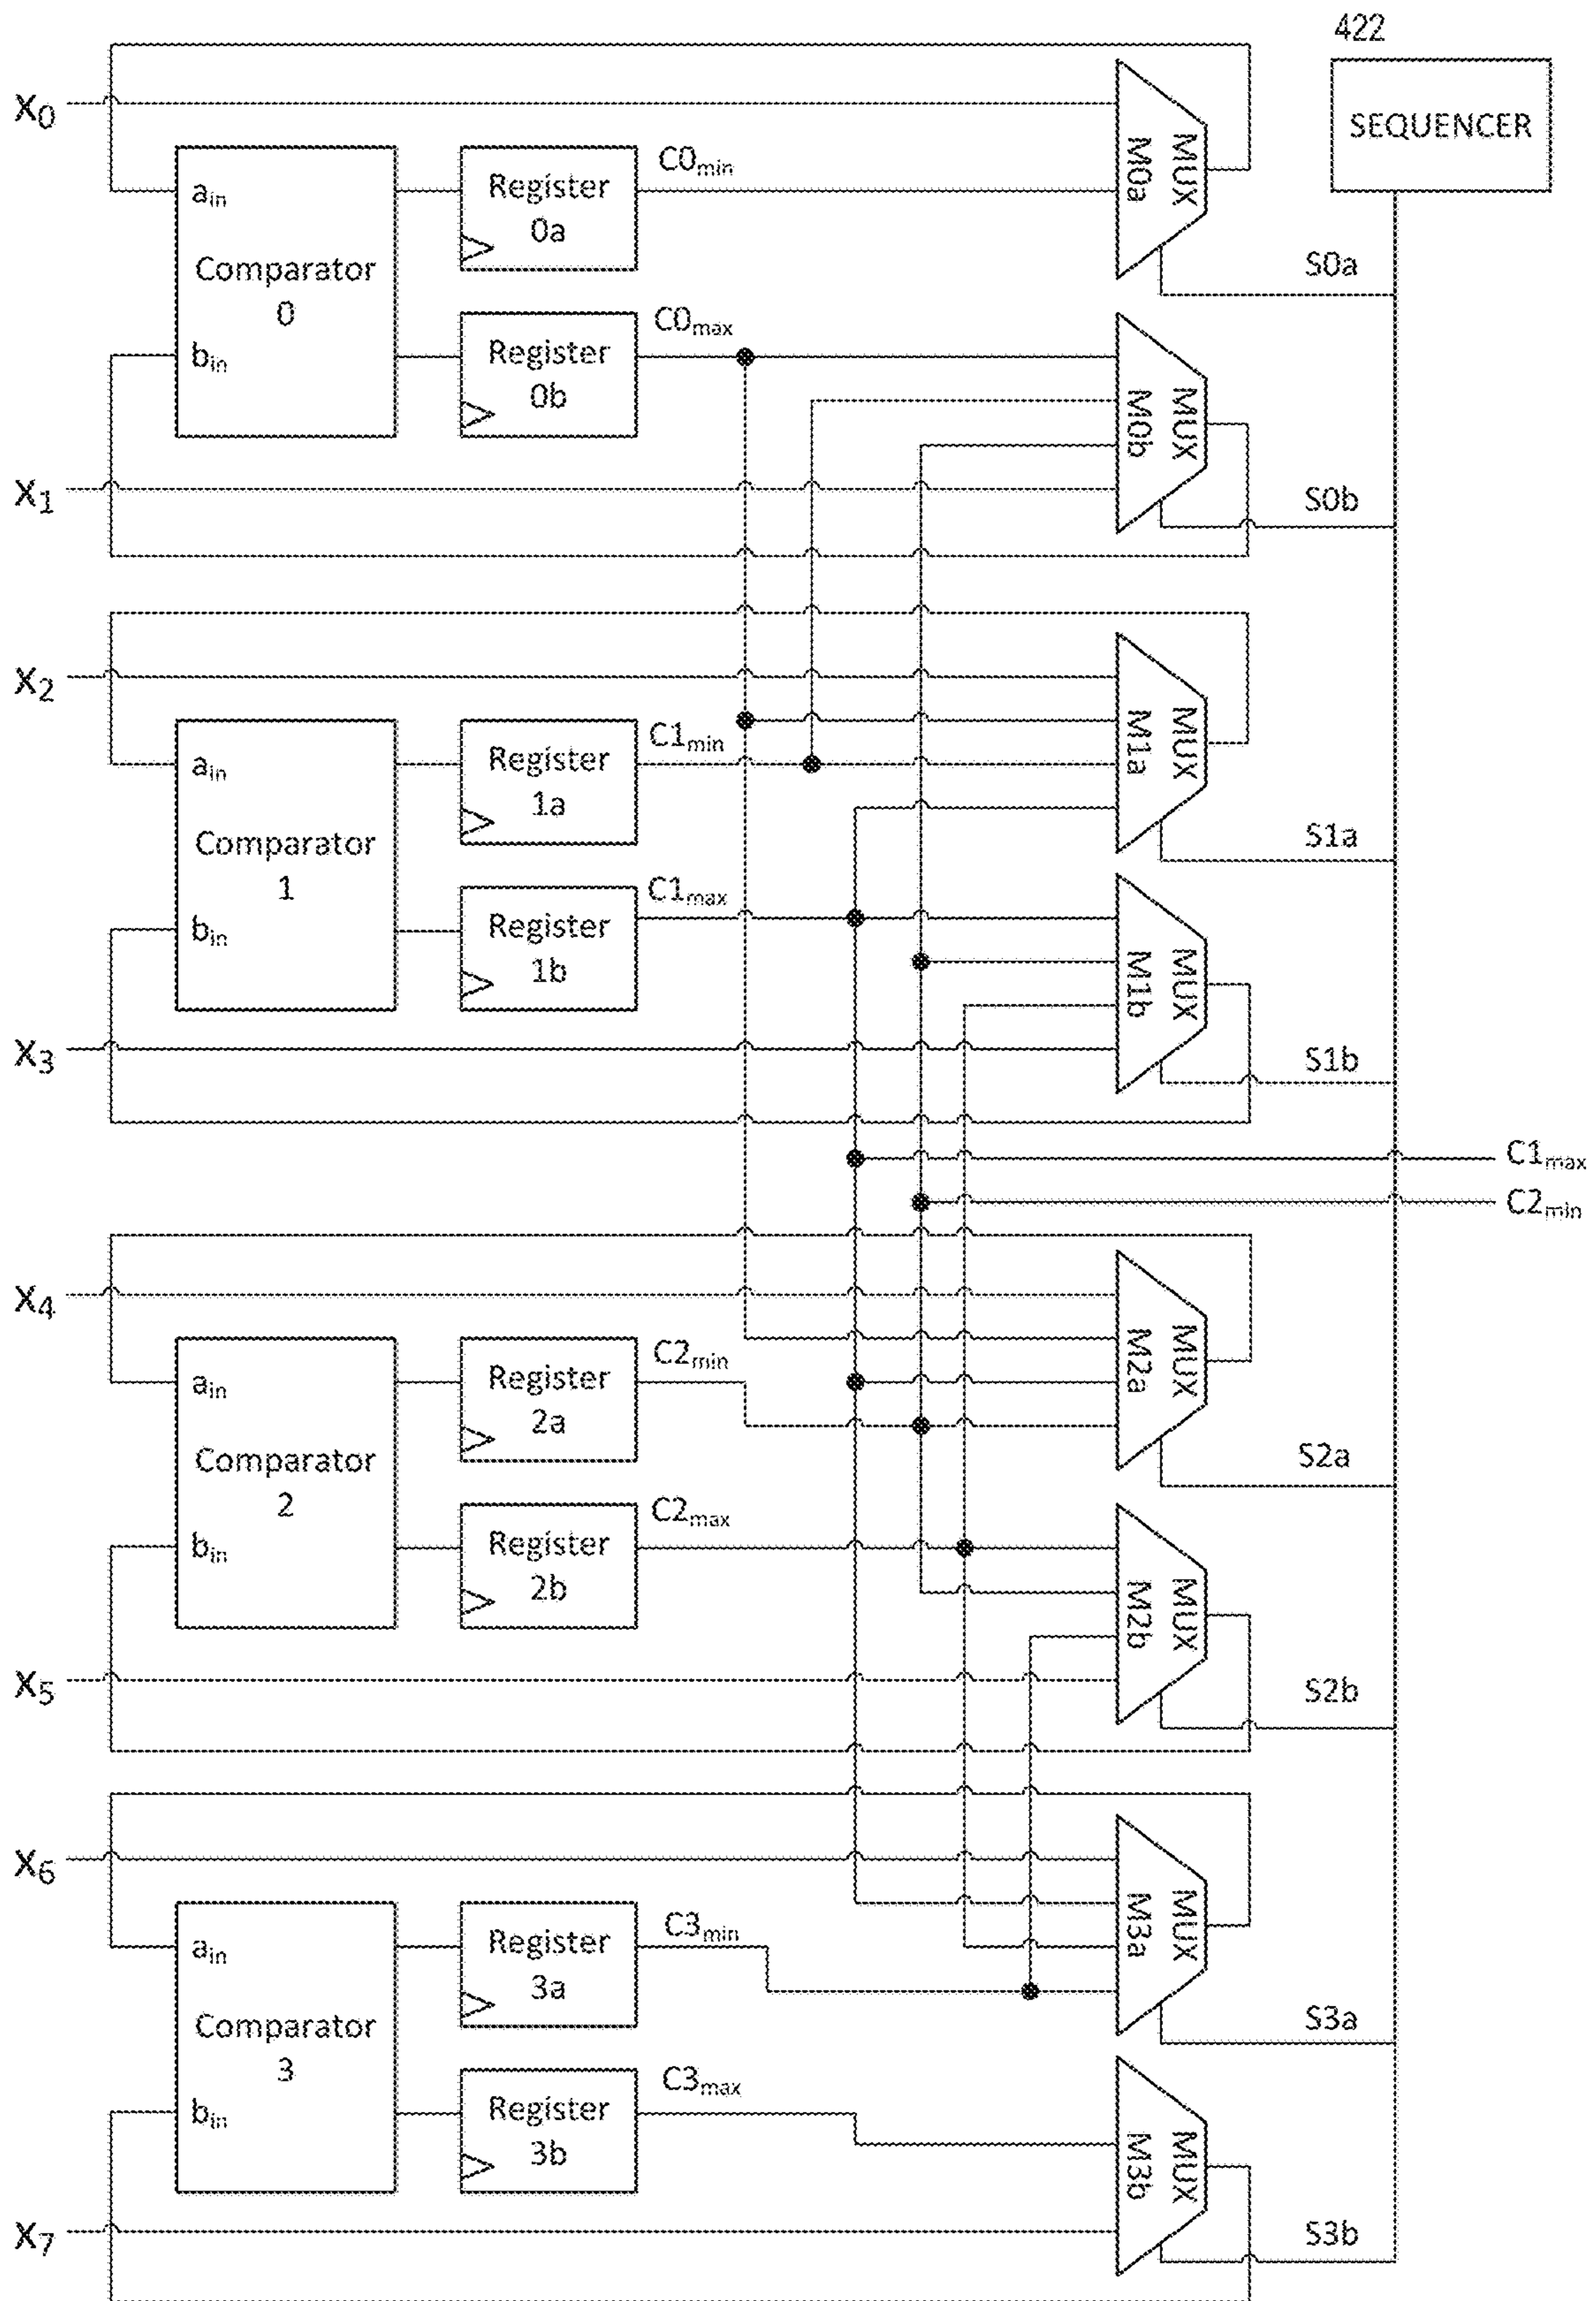 422
SEQUENCER
X0
MUX
M0a
C0min
ain
Register
0a
Comparator
0
S0a
C0max
bin
Register
0b
MUX
M0b
X1
S0b
X2
MUX
M1a
C1min
ain
Register
1a
Comparator
1
S1a
C1max
bin
Register
1b
MUX
M1b
X3
S1b
C1max
C2min
X4
MUX
M2a
C2min
ain
Register
2a
Comparator
2
S2a
C2max
bin
Register
2b
MUX
M2b
X5
S2b
X6
MUX
M3a
C3min
ain
Register
3a
Comparator
3
S3a
C3max
bin
Register
3b
MUX
M3b
X7
S3b